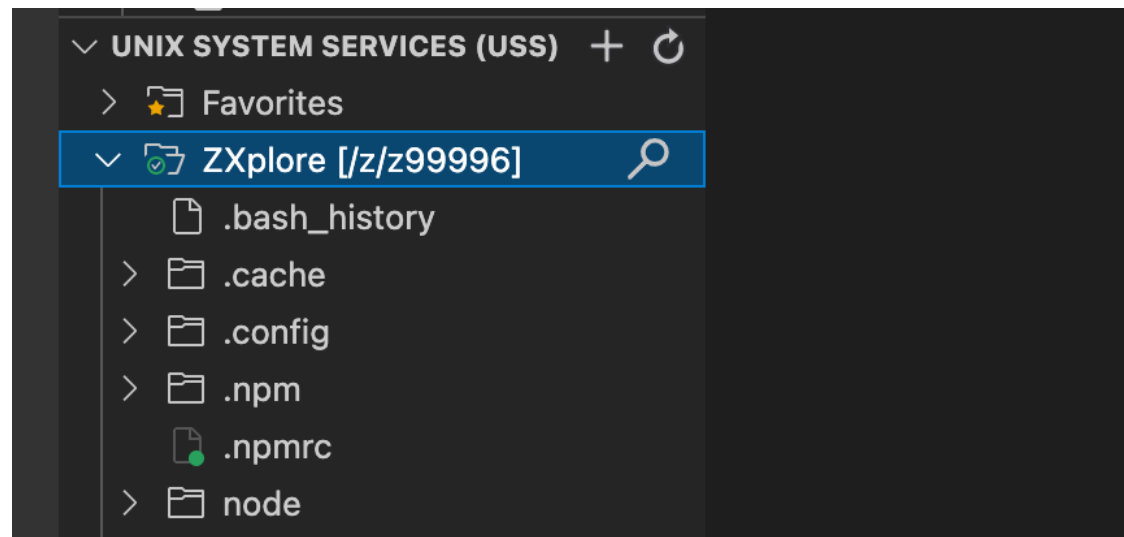 UNIX SYSTEM SERVICES (USS)
Favorites
ZXplore [/z/z99996]
.bash_history
.cache
.config
.npm
.npmrc
node